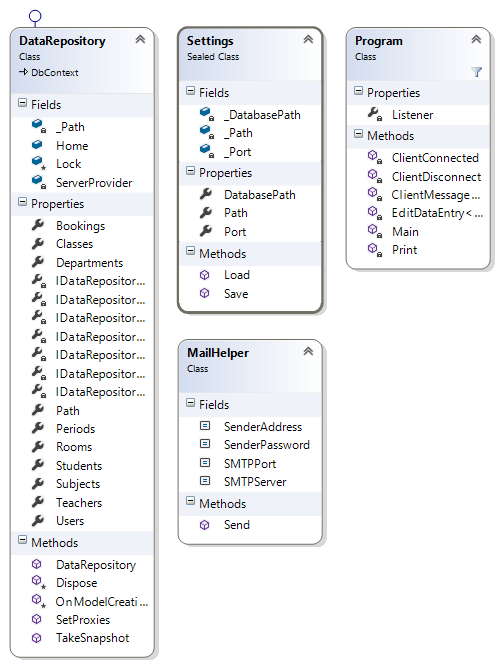 DataRepository
Class
DbContext
Fields
_Path
Home
Lock
ServerProvider
Properties
Bookings
Classes
Departments
IDataRepositor...
IDataRepositor...
IDataRepositor...
IDataRepositor...
IDataRepositor...
IDataRepositor...
IDataRepositor...
Path
Periods
Rooms
Students
Subjects
Teachers
Users
Methods
DataRepository
Dispose
OnModelCreati...
SetProxies
TakeSnapshot
Settings
Sealed Class
Fields
_DatabasePath
_Path
_Port
Properties
DatabasePath
Path
Port
Methods
Load
Save
MailHelper
Class
Fields
SenderAddress
SenderPassword
SMTPPort
SMTPServer
Methods
Send
Program
Class
Properties
Listener
Methods
ClientConnected
ClientDisconnect
ClientMessage...
EditDataEntry<...
Main
Print